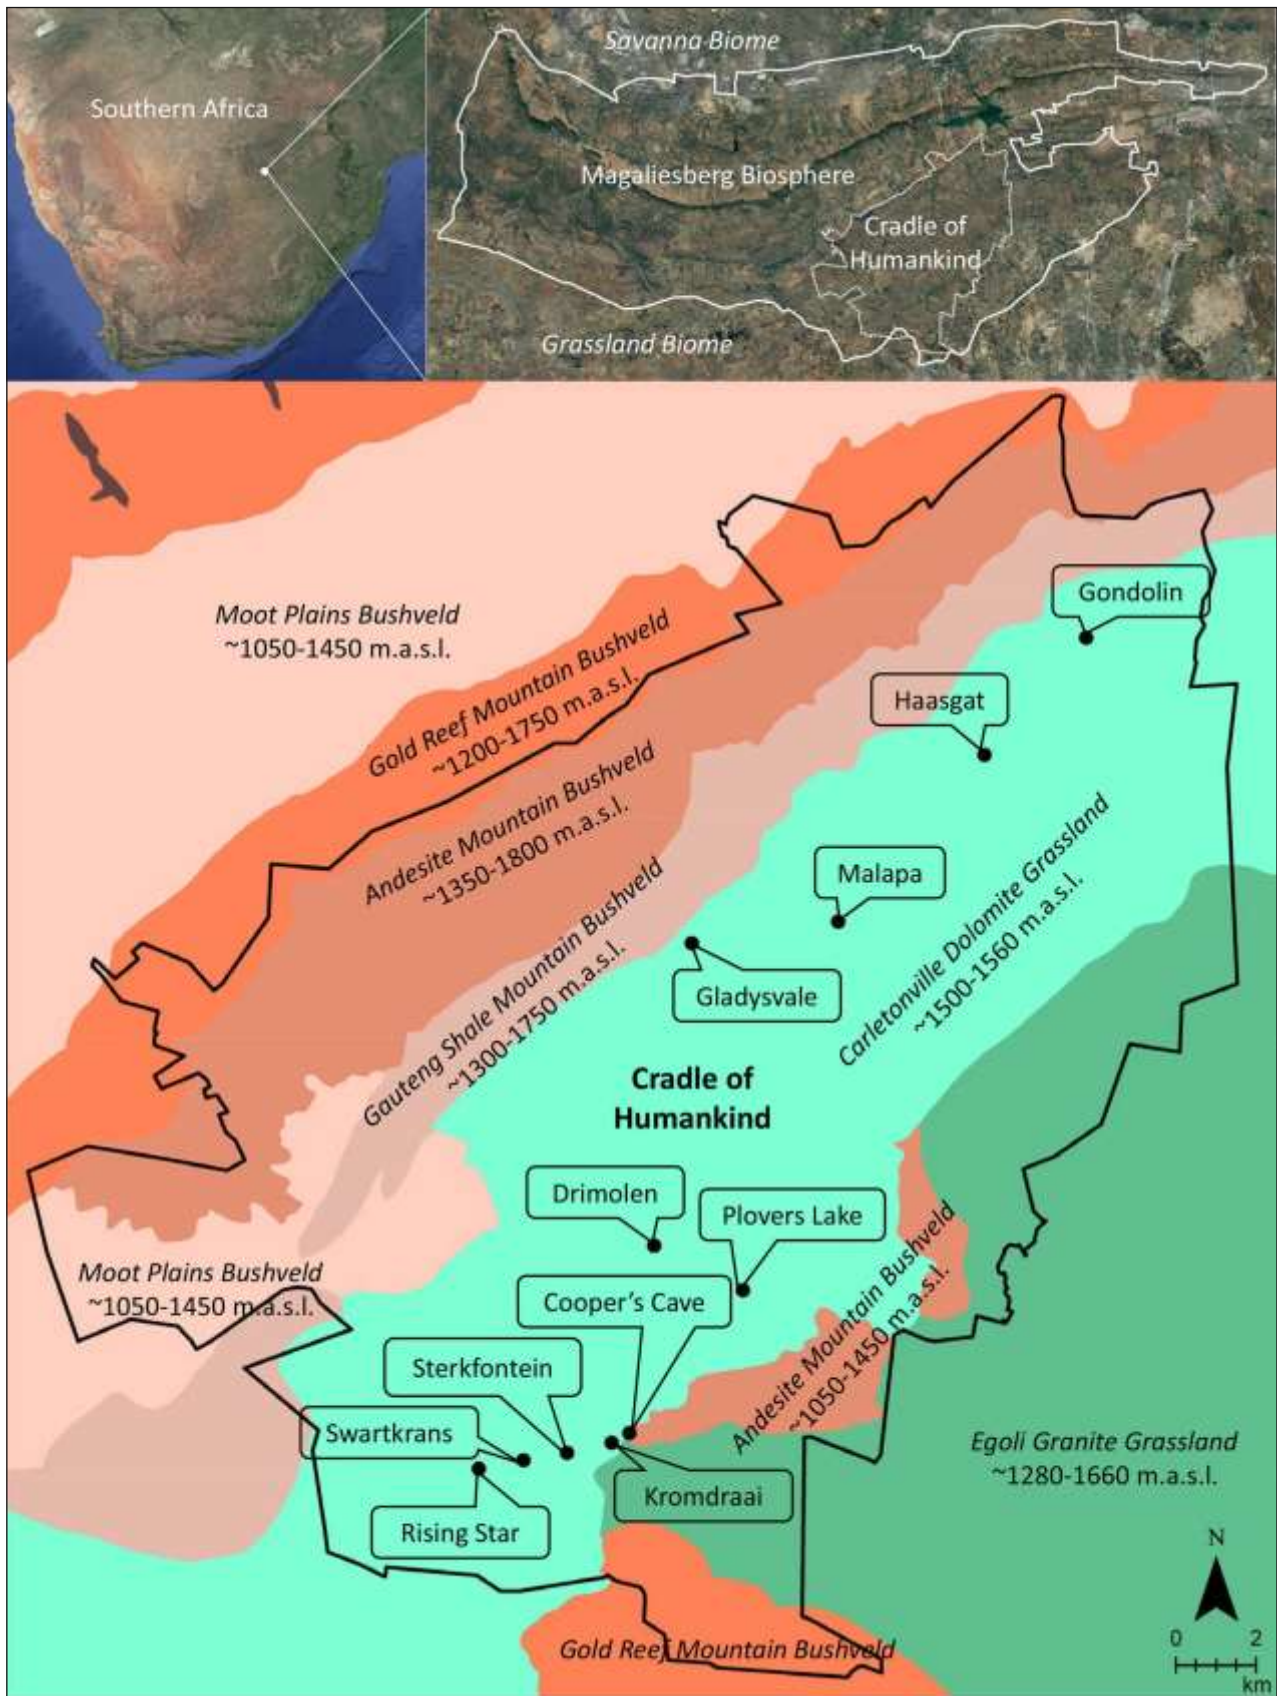 Savanna Biome
Southern Africa
Magaliesberg Biosphere
Cradle of
Humankind
Grassland Biome
Gondolin
Moot Plains Bushveld
~1050-1450 m.a.s.l.
Gold Reef Mountain Bushveld
~1200-1750 m.a.s.l.
Haasgat
Andesite Mountain Bushveld
~1350-1800 m.a.s.l.
Malapa
Gauteng Shale Mountain Bushveld
~1300-1750 m.a.s.l.
Gladysvale
Carletonville Dolomite Grassland
~1500-1560 m.a.s.l.
Cradle of
Humankind
Drimolen
Plovers Lake
Moot Plains Bushveld
~1050-1450 m.a.s.l.
Cooper's Cave
Andesite Mountain Bushveld
~1050-1450 m.a.s.l.
Sterkfontein
Swartkrans
Egoli Granite Grassland
~1280-1660 m.a.s.l.
Kromdraai
Rising Star
N
0 2
km
Gold Reef Mountain Bushveld